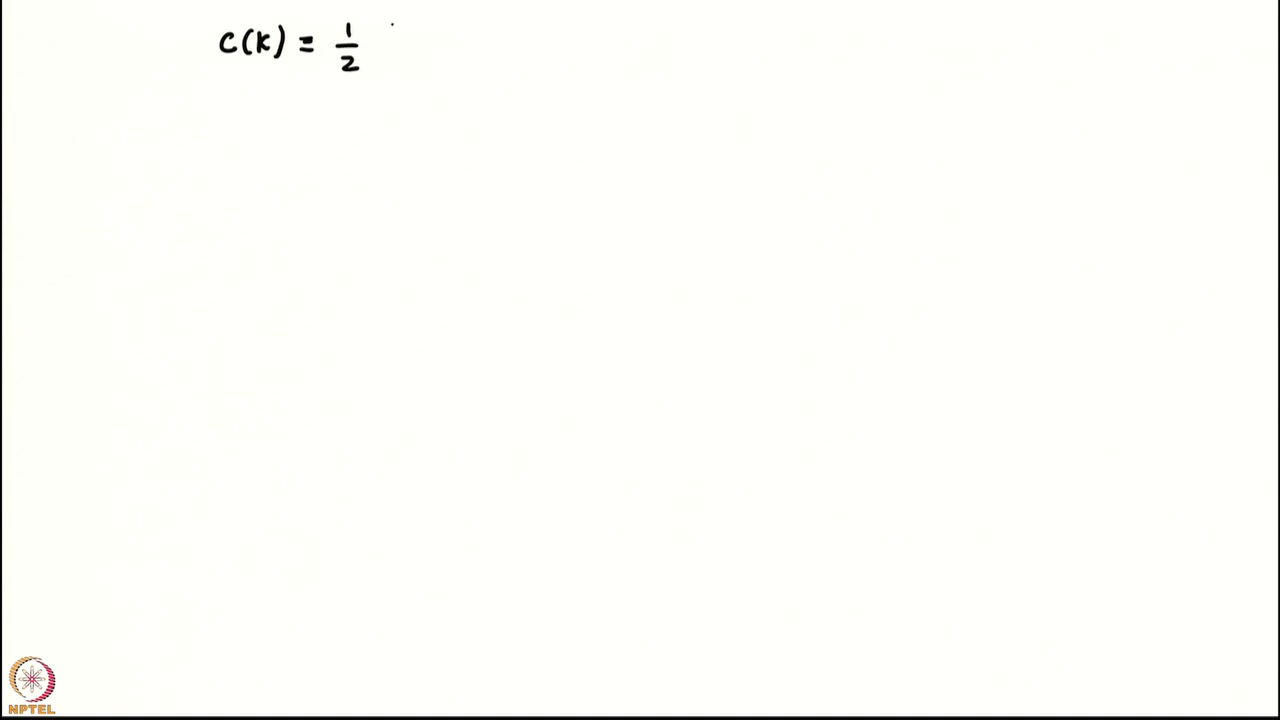 C(K) = 1/2
NPTEL